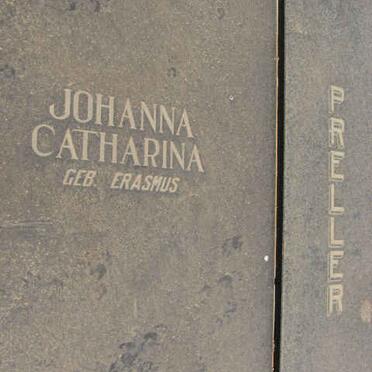 JOHANNA
CATHARINA
GEB. ERASMUS
PRELLER